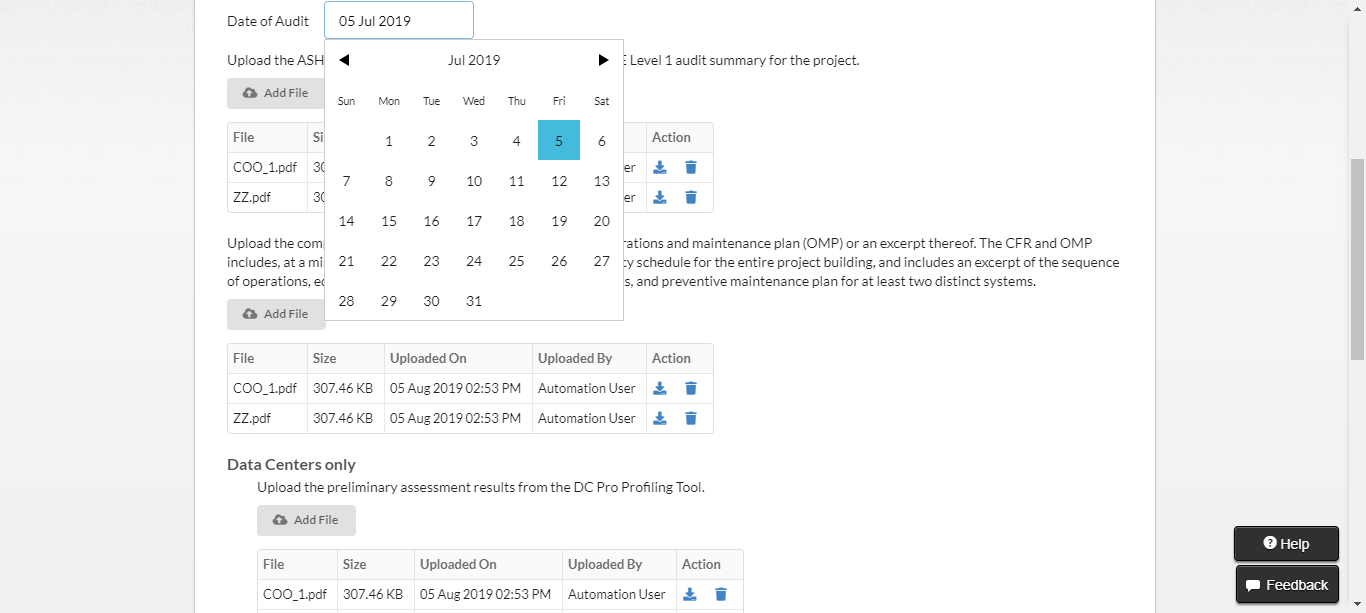 Date of Audit 05 Jul 2019
Upload the ASH Jul 2019 Level 1 audit summary for the project.
Add File
Sun Mon Tue Wed Thu Fri Sat
File Si Action
1 2 3 4 5 6
COO_1.pdf 30 er
7 8 9 10 11 12 13
ZZ.pdf 30 er
14 15 16 17 18 19 20
Upload the com rations and maintenance plan (OMP) or an excerpt thereof. The CFR and OMP
includes, at a mi cy schedule for the entire project building, and includes an excerpt of the sequence
21 22 23 24 25 26 27
of operations, e s, and preventive maintenance plan for at least two distinct systems.
28 29 30 31
Add File
File Size Uploaded On Uploaded By Action
COO_1.pdf 307.46 KB 05 Aug 2019 02:53 PM Automation User
ZZ.pdf 307.46 KB 05 Aug 2019 02:53 PM Automation User
Data Centers only
Upload the preliminary assessment results from the DC Pro Profiling Tool.
Add File
File Size Uploaded On Uploaded By Action
COO_1.pdf 307.46 KB 05 Aug 2019 02:53 PM Automation User
Help
Feedback